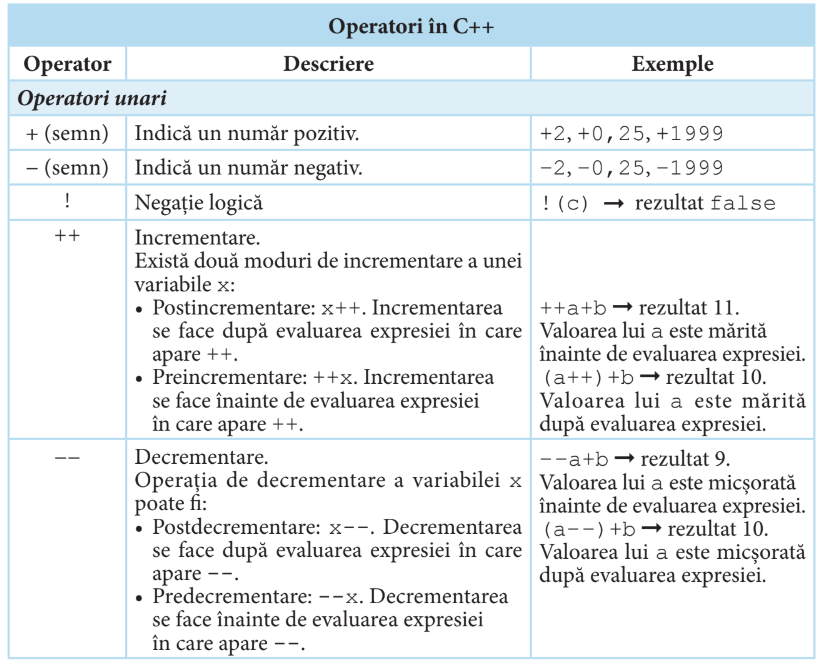 Operatori în C++
Operator Descriere Exemple
Operatori unari
+ (semn) Indică un număr pozitiv. +2, +0,25, +1999
– (semn) Indică un număr negativ. –2, –0,25, –1999
! Negație logică !(c) ➞ rezultat false
++ Incrementare.
Există două moduri de incrementare a unei
variabile x:
• Postincrementare: x++. Incrementarea
se face după evaluarea expresiei în care
apare ++.
• Preincrementare: ++x. Incrementarea
se face înainte de evaluarea expresiei
în care apare ++.
++a+b ➞ rezultat 11.
Valoarea lui a este mărită
înainte de evaluarea expresiei.
(a++)+b ➞ rezultat 10.
Valoarea lui a este mărită
după evaluarea expresiei.
–– Decrementare.
Operația de decrementare a variabilei x
poate fi:
• Postdecrementare: x––. Decrementarea
se face după evaluarea expresiei în care
apare ––.
• Predecrementare: ––x. Decrementarea
se face înainte de evaluarea expresiei
în care apare ––.
––a+b ➞ rezultat 9.
Valoarea lui a este micșorată
înainte de evaluarea expresiei.
(a––)+b ➞ rezultat 10.
Valoarea lui a este micșorată
după evaluarea expresiei.